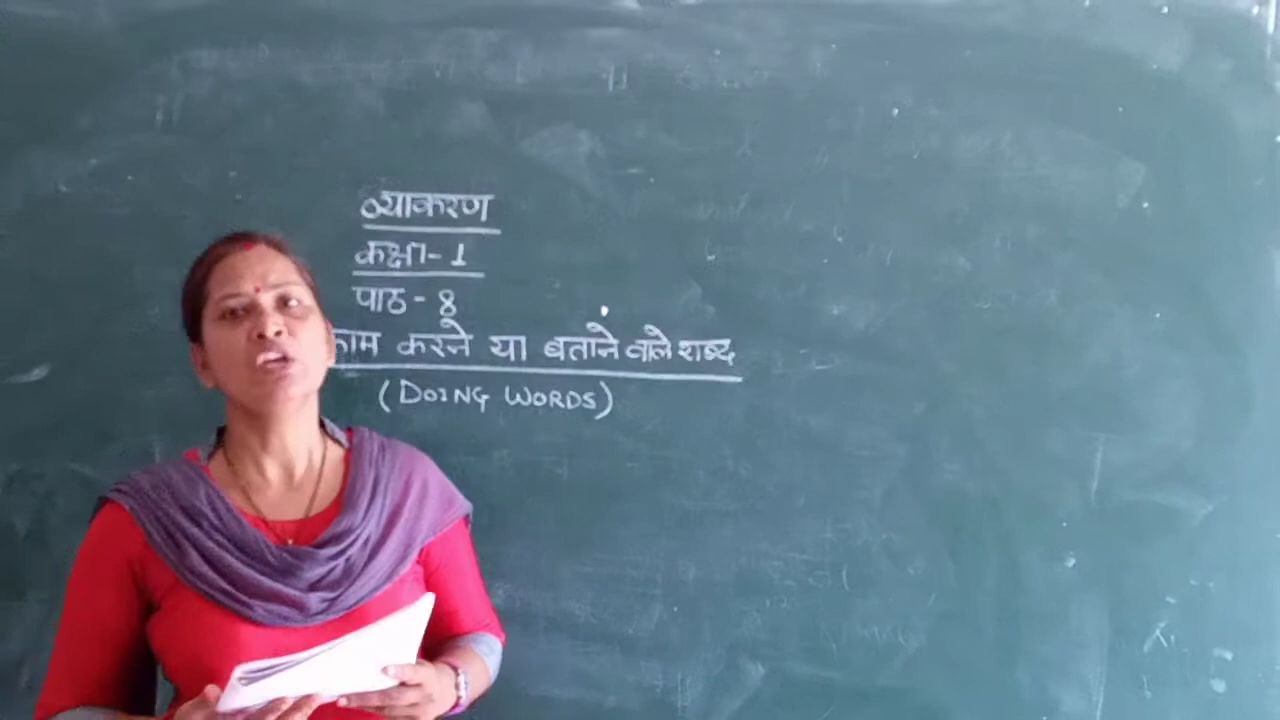 व्याकरण
कक्षा-1
पाठ-8
काम करने या बताने वाले शब्द
(DOING WORDS)